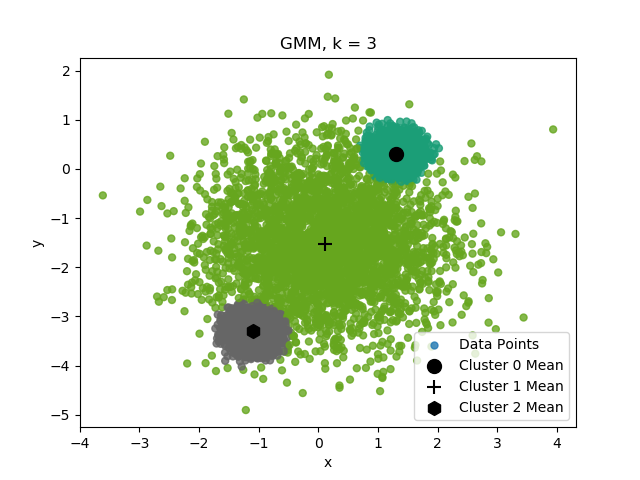 GMM, k = 3
y
2
1
0
−1
−2
−3
−4
−5
Data Points
Cluster 0 Mean
Cluster 1 Mean
Cluster 2 Mean
−4 −3 −2 −1 0 1 2 3 4
x